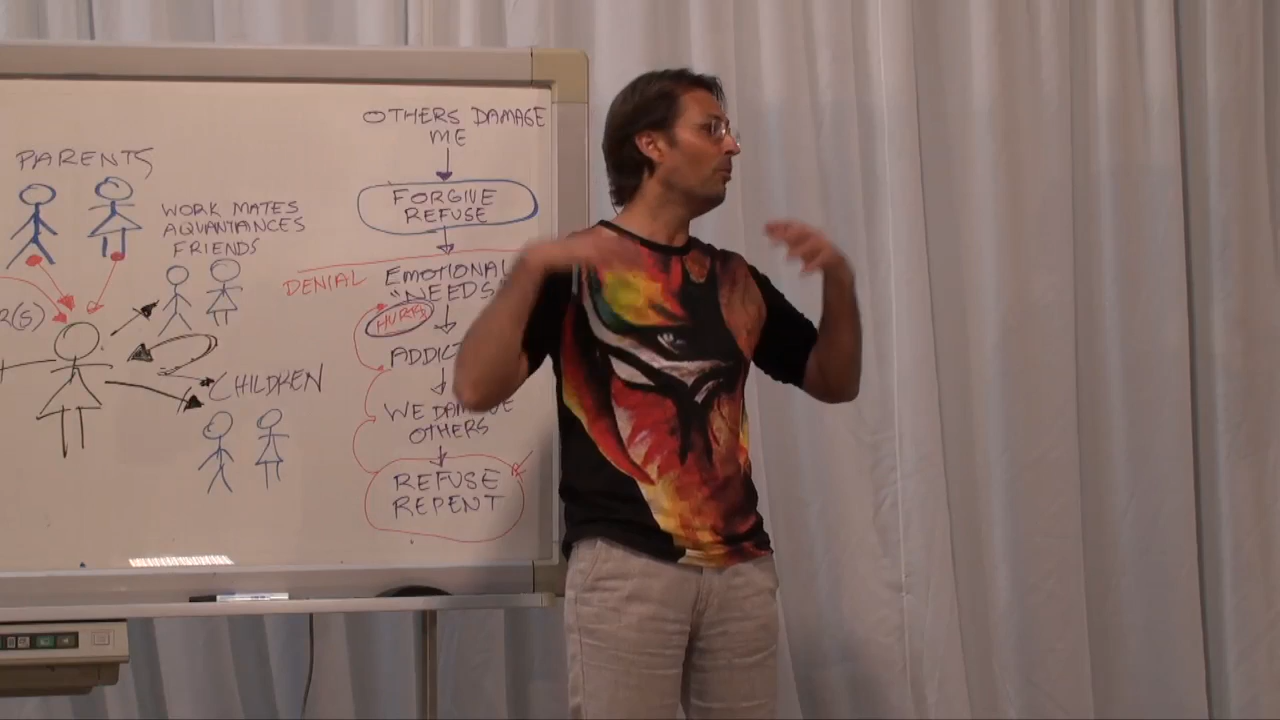 PARENTS
WORK MATES
AQUANTANCES
FRIENDS
CHILDREN
OTHERS DAMAGE
ME
FORGIVE
REFUSE
DENIAL
EMOTIONAL
"NEEDS"
HURT
WE DAMAGE
OTHERS
REFUSE
REPENT